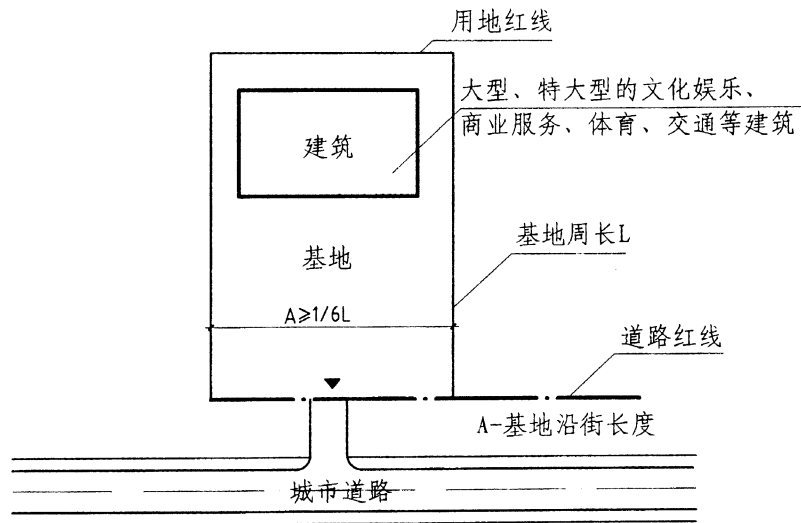 用地红线
大型、特大型的文化娱乐、
商业服务、体育、交通等建筑
建筑
基地周长L
基地
A≥1/6L
道路红线
A-基地沿街长度
城市道路